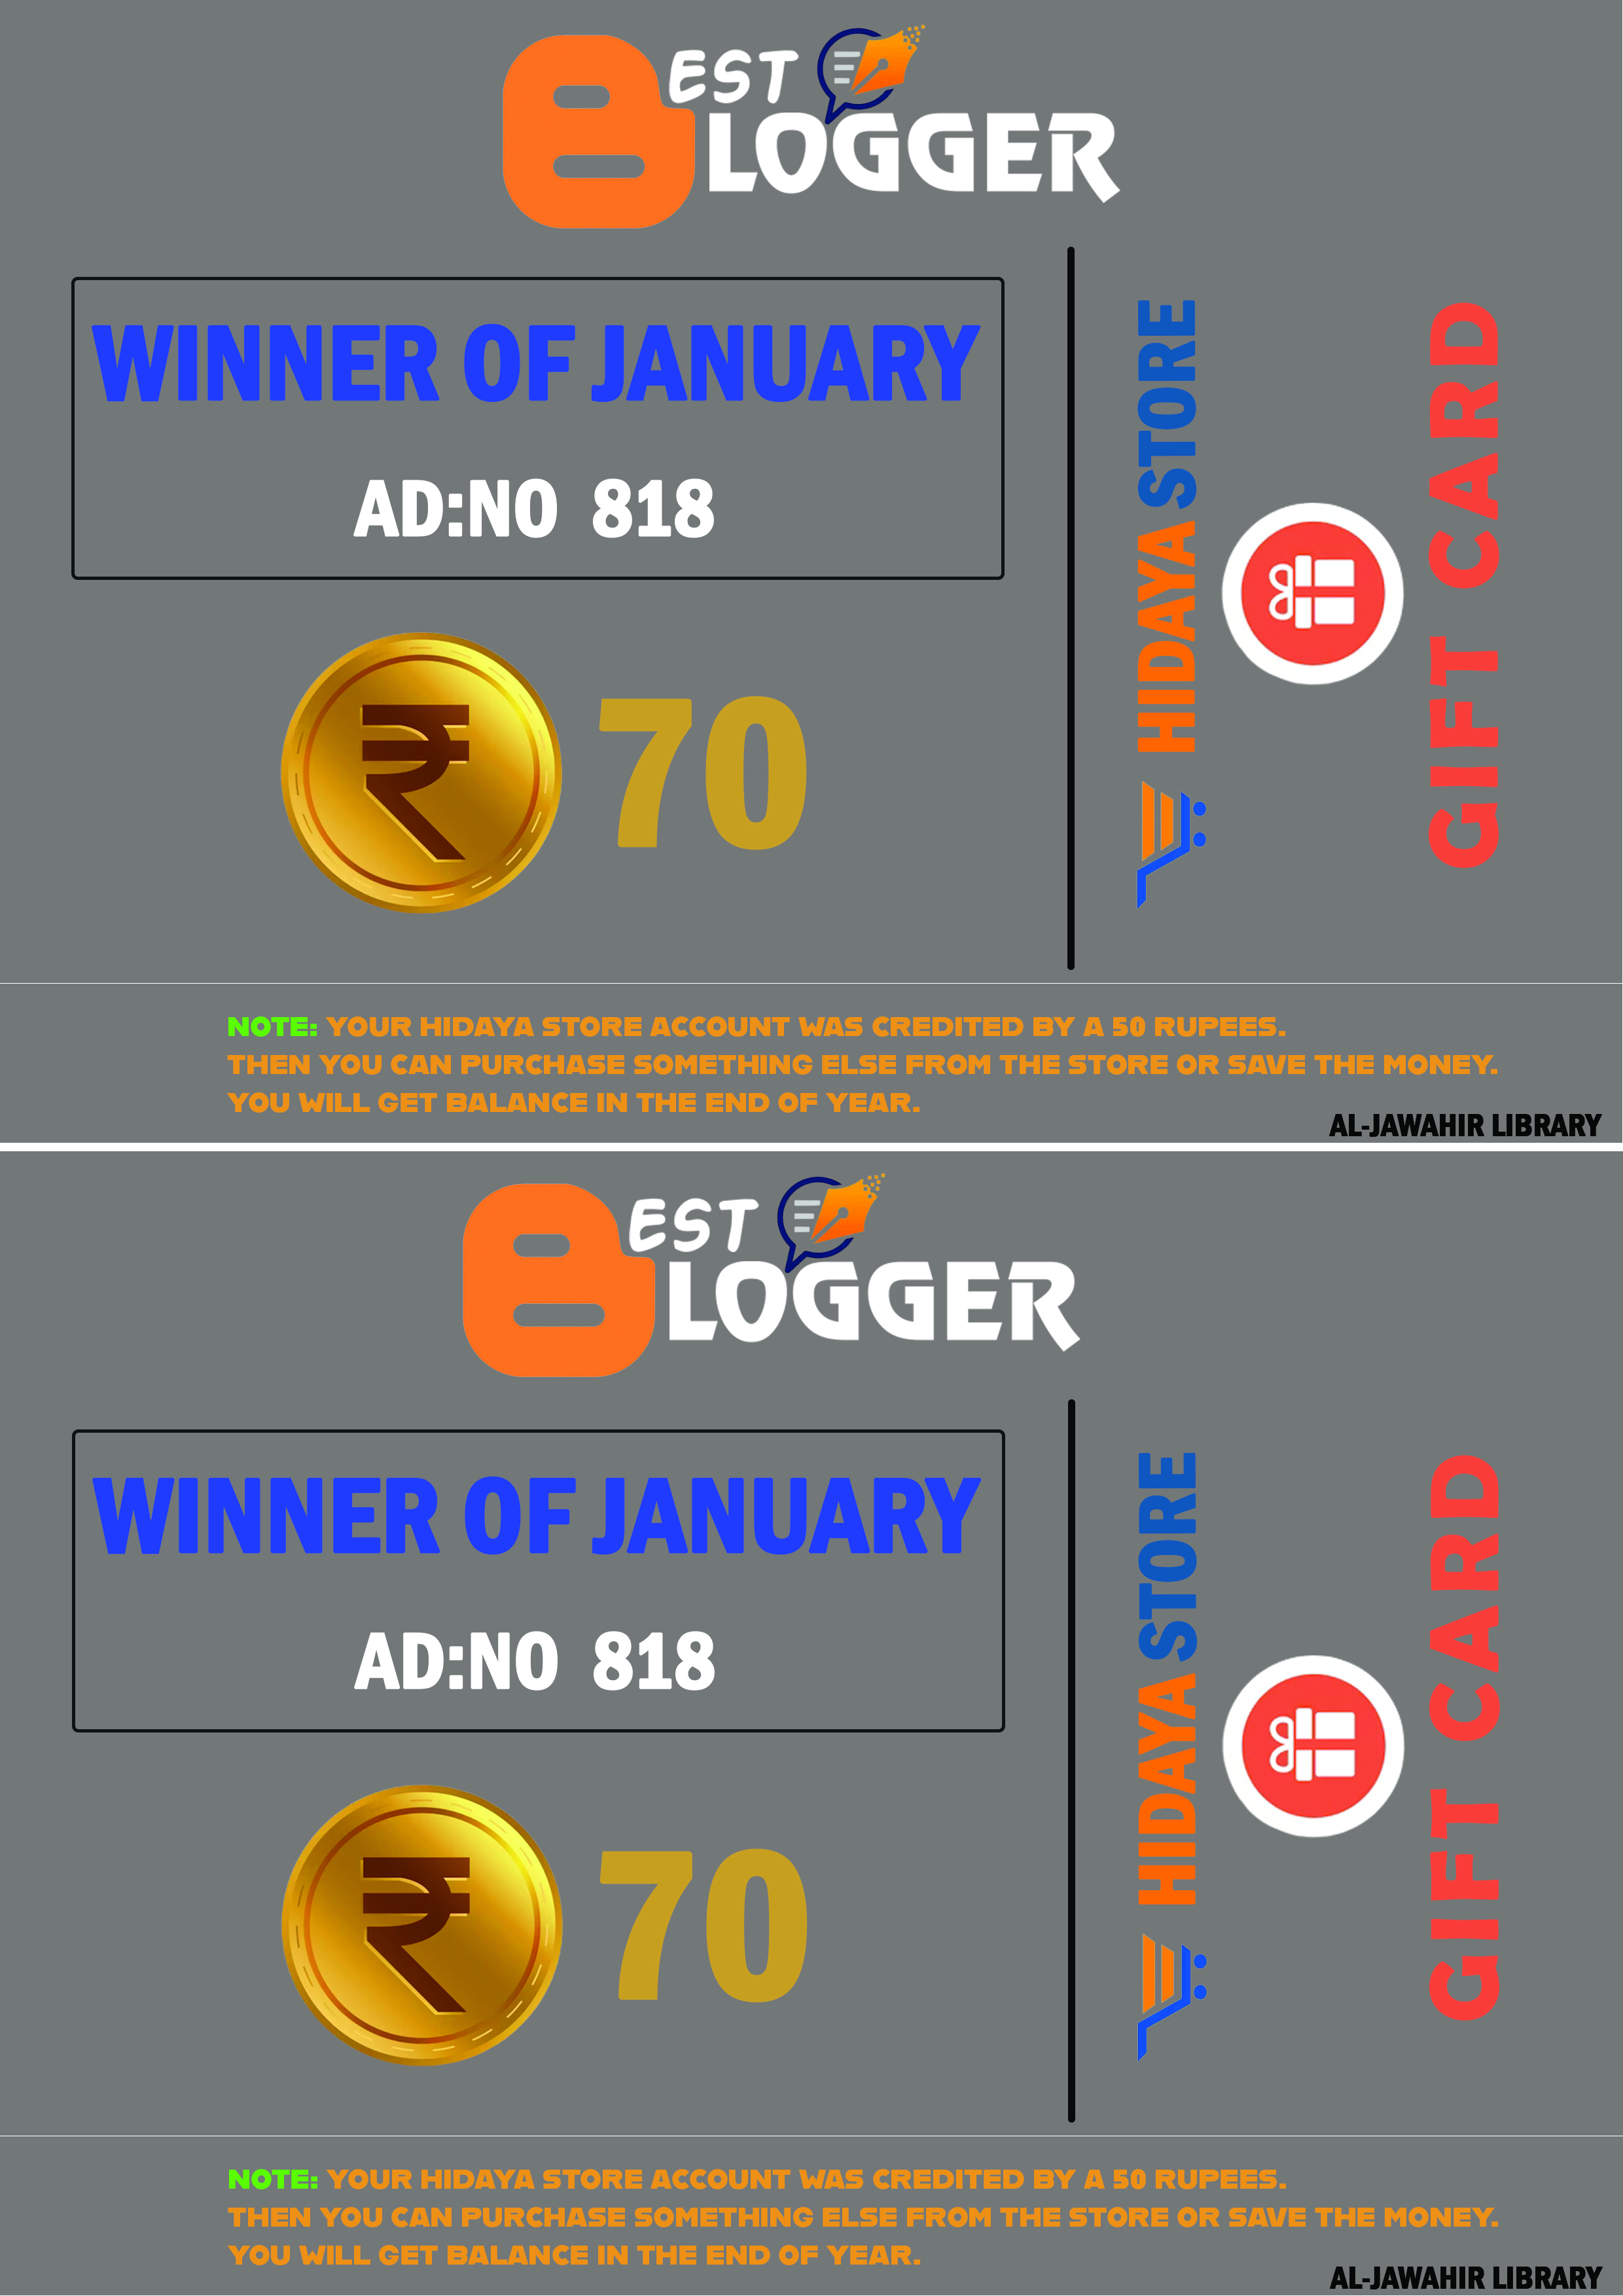 BEST
BLOGGER
WINNER OF JANUARY
AD:NO 818
₹ 70
HIDAYA STORE
GIFT CARD
NOTE: YOUR HIDAYA STORE ACCOUNT WAS CREDITED BY A 50 RUPEES.
THEN YOU CAN PURCHASE SOMETHING ELSE FROM THE STORE OR SAVE THE MONEY.
YOU WILL GET BALANCE IN THE END OF YEAR.
AL-JAWAHIR LIBRARY
BEST
BLOGGER
WINNER OF JANUARY
AD:NO 818
₹ 70
HIDAYA STORE
GIFT CARD
NOTE: YOUR HIDAYA STORE ACCOUNT WAS CREDITED BY A 50 RUPEES.
THEN YOU CAN PURCHASE SOMETHING ELSE FROM THE STORE OR SAVE THE MONEY.
YOU WILL GET BALANCE IN THE END OF YEAR.
AL-JAWAHIR LIBRARY